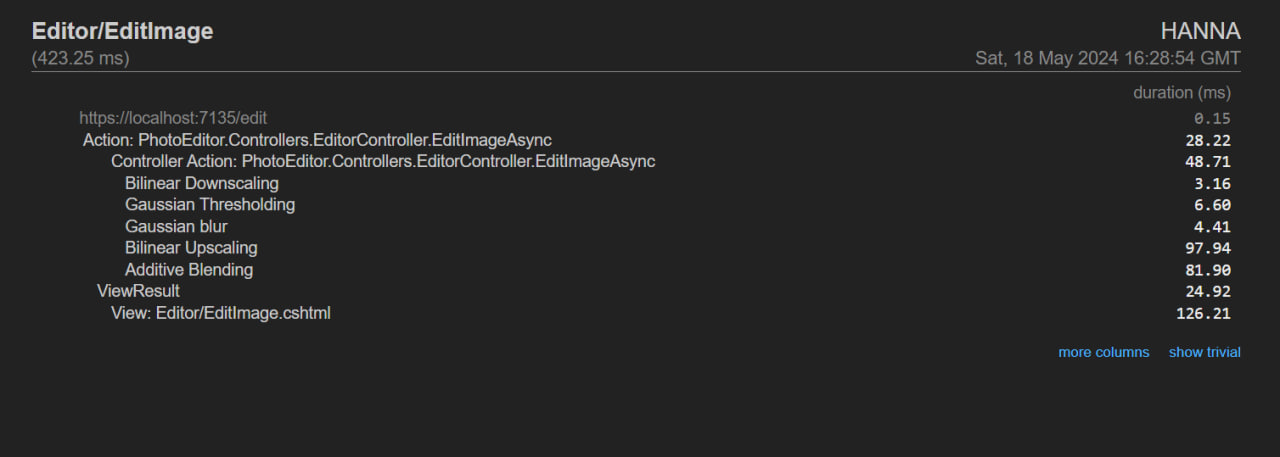 Editor/EditImage HANNA
(423.25 ms) Sat, 18 May 2024 16:28:54 GMT
duration (ms)
https://localhost:7135/edit 0.15
Action: PhotoEditor.Controllers.EditorController.EditImageAsync 28.22
Controller Action: PhotoEditor.Controllers.EditorController.EditImageAsync 48.71
Bilinear Downscaling 3.16
Gaussian Thresholding 6.60
Gaussian blur 4.41
Bilinear Upscaling 97.94
Additive Blending 81.90
ViewResult 24.92
View: Editor/EditImage.cshtml 126.21
more columns show trivial